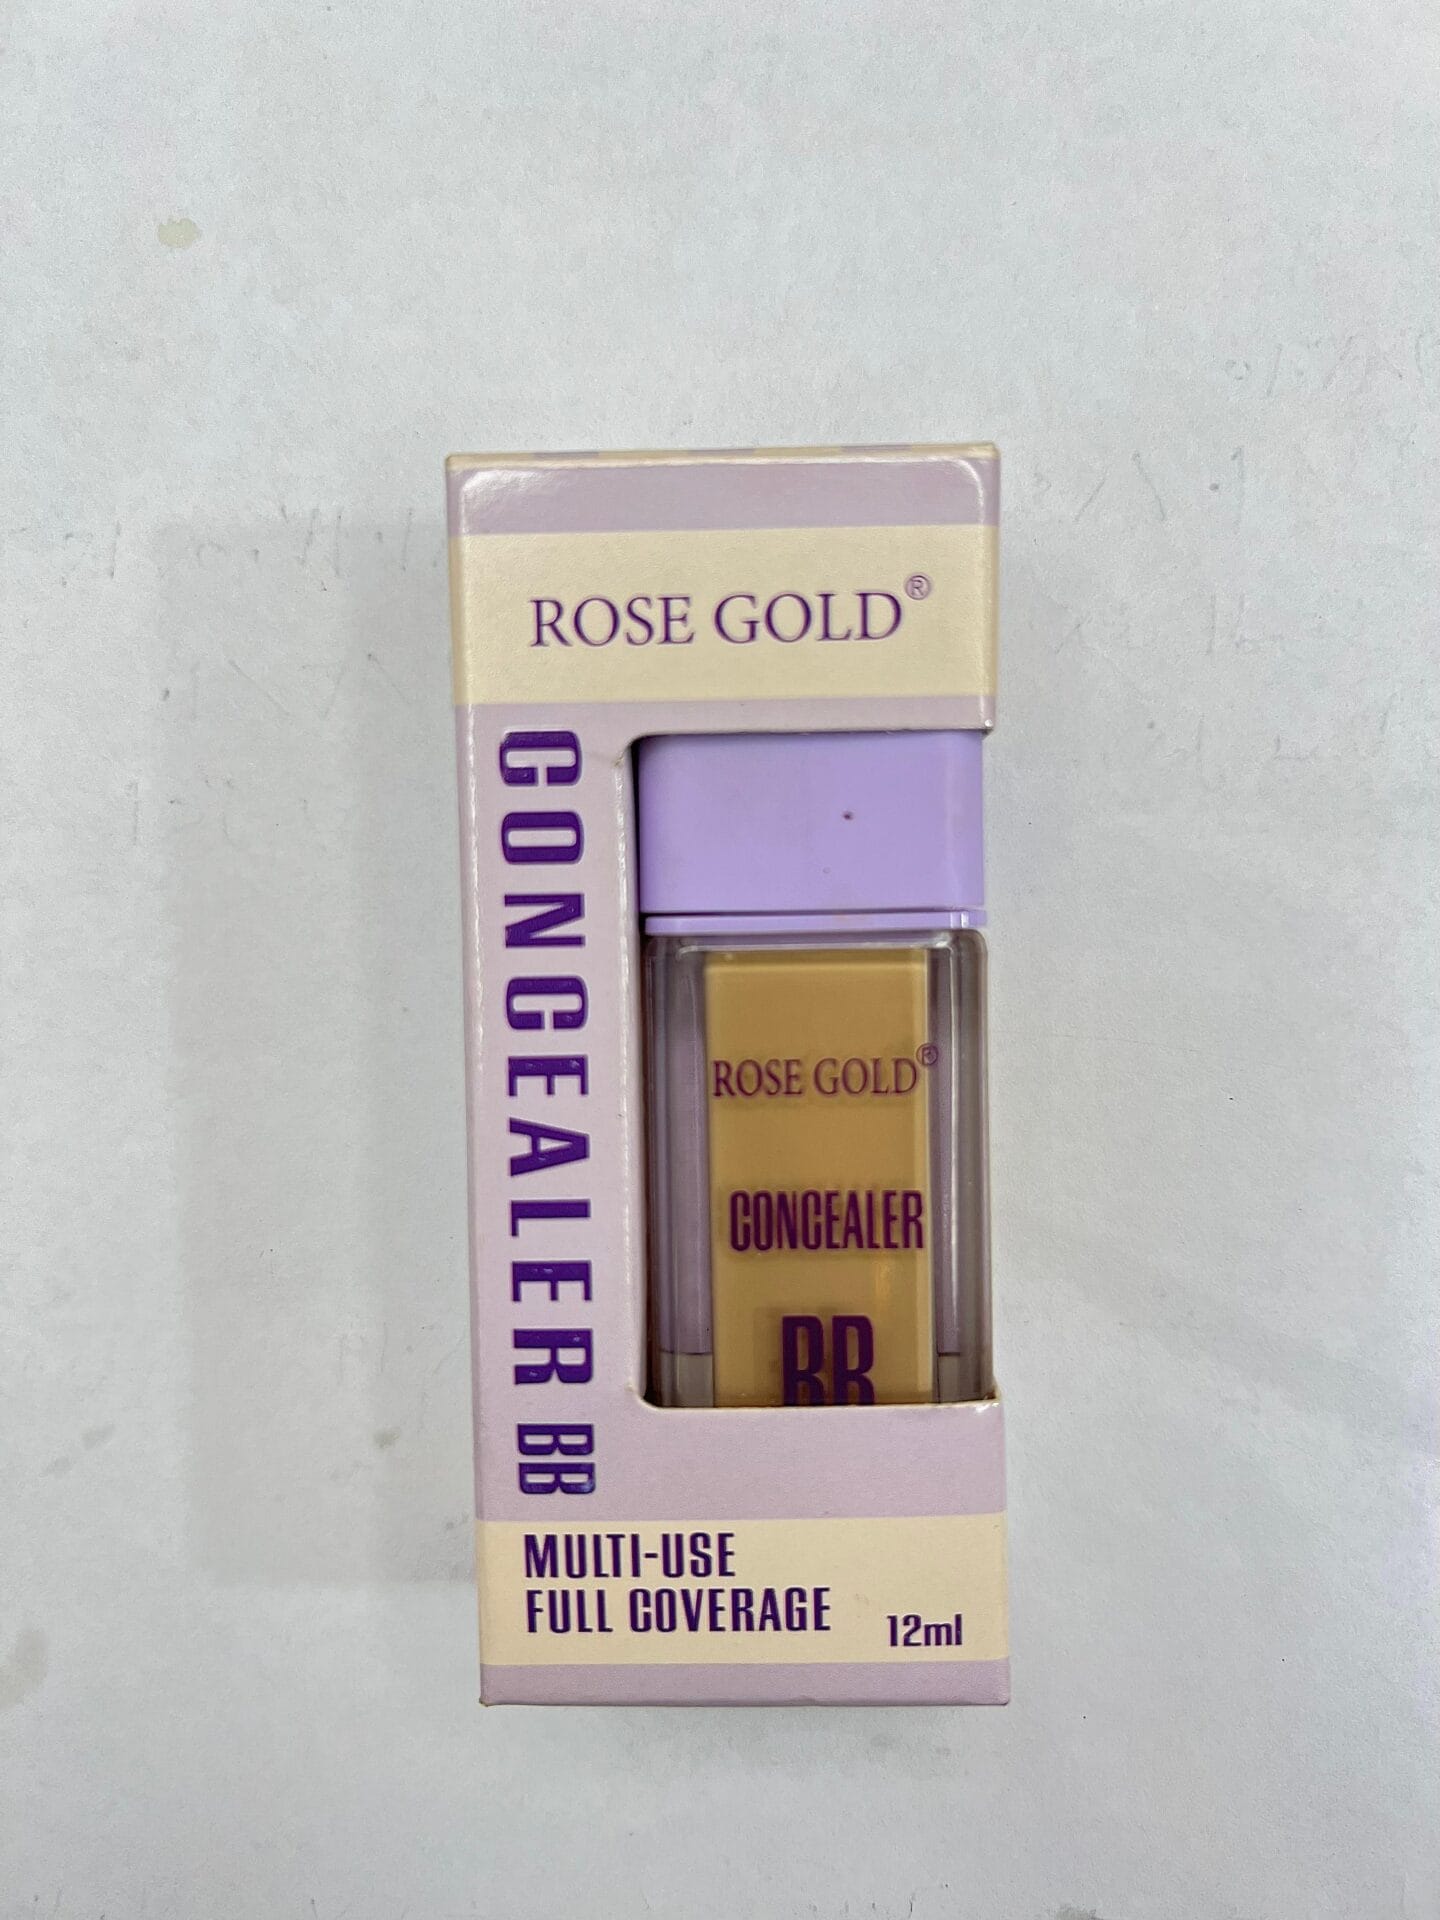 ROSE GOLD®
CONCEALER BB
ROSE GOLD®
CONCEALER
BB
MULTI-USE
FULL COVERAGE
12ml